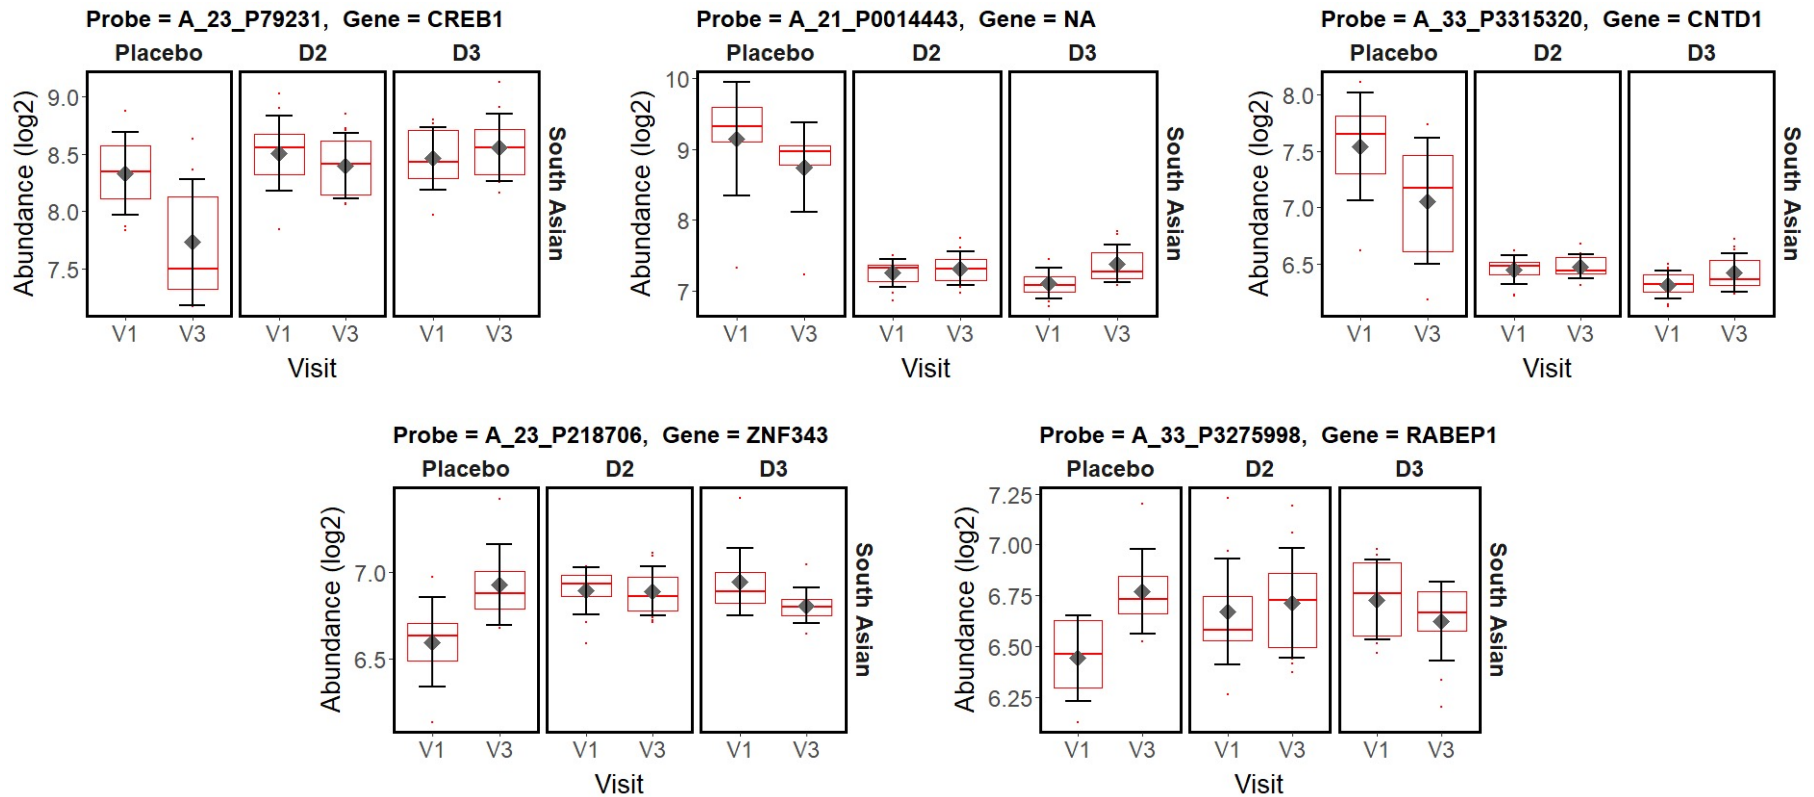 Probe = A_23_P79231, Gene = CREB1
Placebo D2 D3
Abundance (log2)
9.0
8.5
8.0
7.5
South Asian
V1 V3 V1 V3 V1 V3
Visit
Probe = A_21_P0014443, Gene = NA
Placebo D2 D3
Abundance (log2)
10
9
8
7
South Asian
V1 V3 V1 V3 V1 V3
Visit
Probe = A_33_P3315320, Gene = CNTD1
Placebo D2 D3
Abundance (log2)
8.0
7.5
7.0
6.5
South Asian
V1 V3 V1 V3 V1 V3
Visit
Probe = A_23_P218706, Gene = ZNF343
Placebo D2 D3
Abundance (log2)
7.0
6.5
South Asian
V1 V3 V1 V3 V1 V3
Visit
Probe = A_33_P3275998, Gene = RABEP1
Placebo D2 D3
Abundance (log2)
7.25
7.00
6.75
6.50
6.25
South Asian
V1 V3 V1 V3 V1 V3
Visit